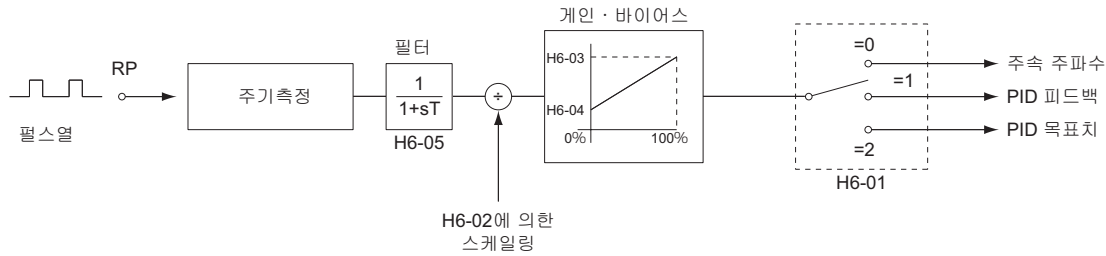 게인 · 바이어스
필터
RP
펄스열
주기측정
1
1+sT
H6-05
÷
H6-02에 의한
스케일링
H6-03
H6-04
0%
100%
=0
=1
=2
H6-01
주속 주파수
PID 피드백
PID 목표치